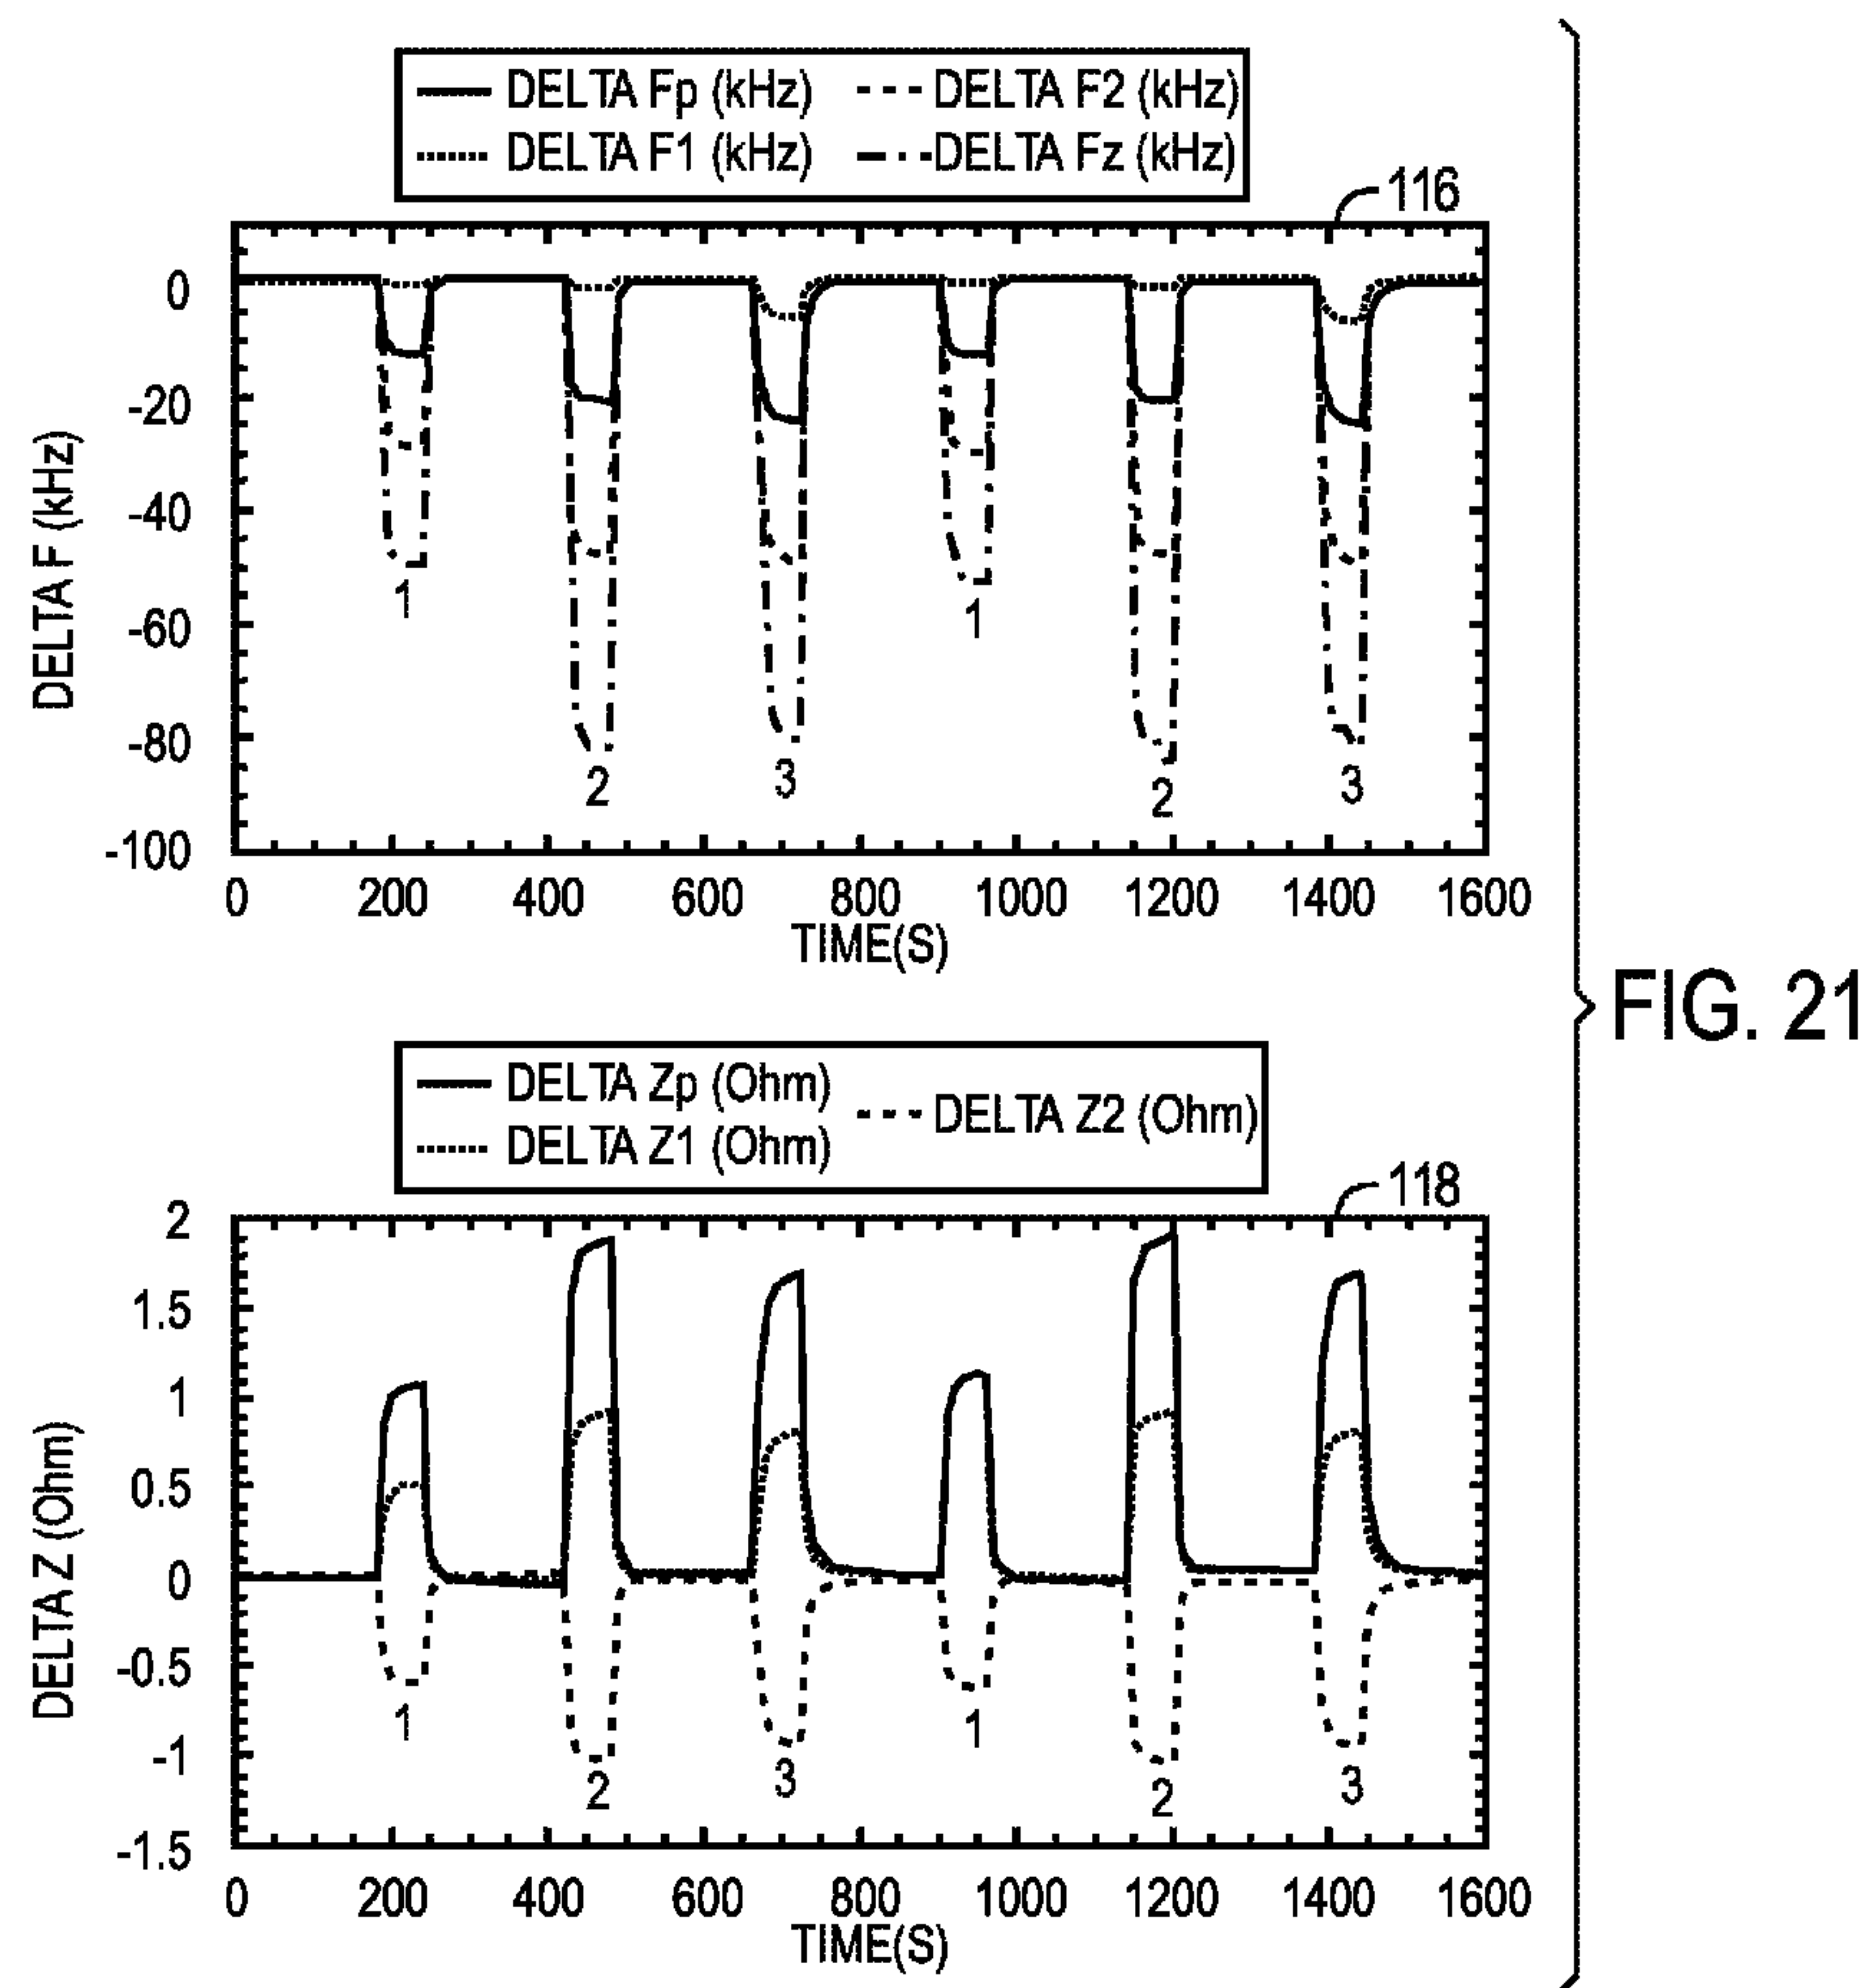 DELTA Fp (kHz) DELTA F2 (kHz)
DELTA F1 (kHz) DELTA Fz (kHz)
116
DELTA F (kHz)
0
-20
-40
-60
-80
-100
1 2 3 1 2 3
0 200 400 600 800 1000 1200 1400 1600
TIME(S)
FIG. 21
DELTA Zp (Ohm)
DELTA Z1 (Ohm)
DELTA Z2 (Ohm)
118
DELTA Z (Ohm)
2
1.5
1
0.5
0
-0.5
-1
-1.5
1 2 3 1 2 3
0 200 400 600 800 1000 1200 1400 1600
TIME(S)